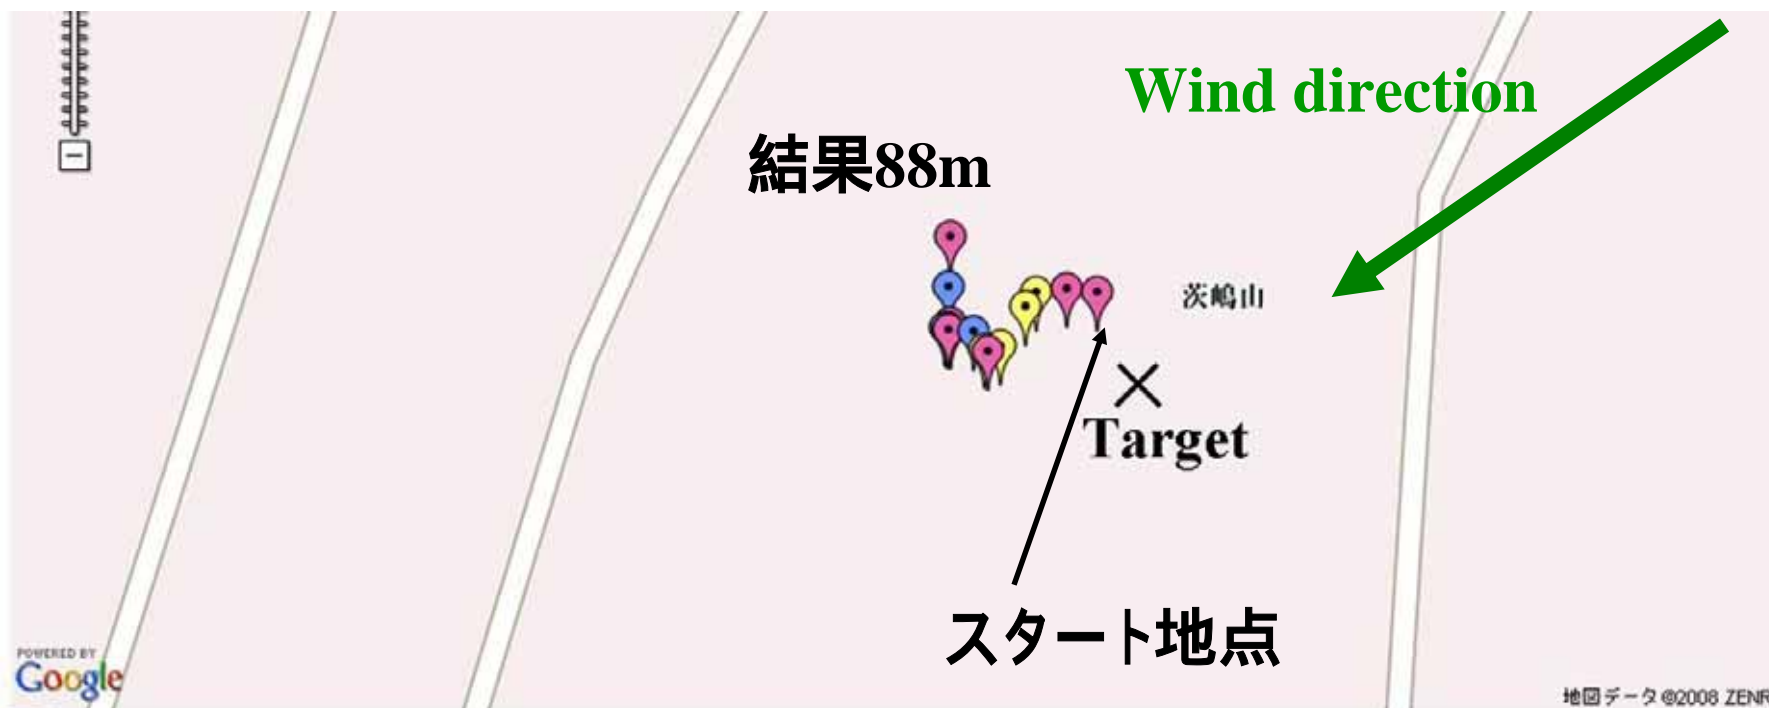 Wind direction
結果88m
茨嶋山
Target
スタート地点
POWERED BY
Google
地図データ ©2008 ZENR